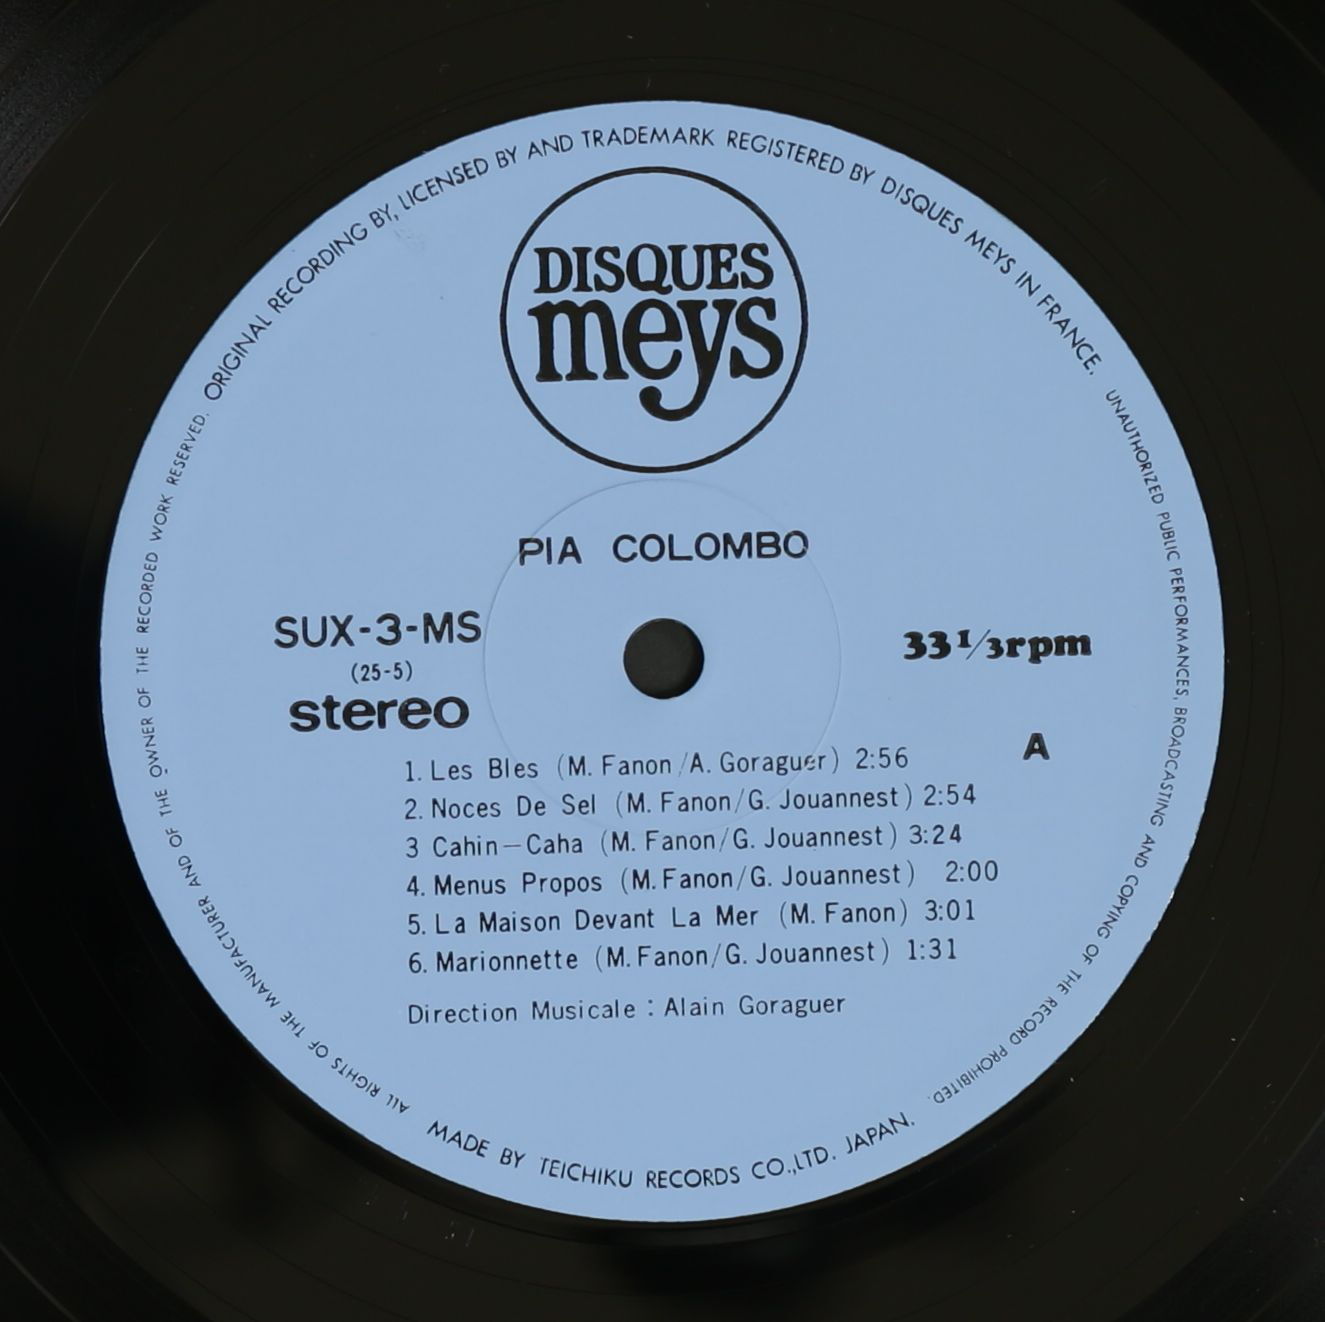 ORIGINAL RECORDING BY, LICENSED BY AND TRADEMARK REGISTERED BY DISQUES MEYS IN FRANCE.
UNAUTHORIZED PUBLIC PERFORMANCES, BROADCASTING AND COPYING OF THE RECORD PROHIBITED.
DISQUES
meys
PIA COLOMBO
SUX-3-MS
(25-5)
stereo
33 1/3 rpm
A
1. Les Bles (M. Fanon/A. Goraguer) 2:56
2. Noces De Sel (M. Fanon/G. Jouannest) 2:54
3 Cahin-Caha (M. Fanon/G. Jouannest) 3:24
4. Menus Propos (M. Fanon/G. Jouannest) 2:00
5. La Maison Devant La Mer (M. Fanon) 3:01
6. Marionnette (M. Fanon/G. Jouannest) 1:31
Direction Musicale : Alain Goraguer
ALL RIGHTS OF THE MANUFACTURER AND OF THE OWNER OF THE RECORDED WORK RESERVED.
MADE BY TEICHIKU RECORDS CO.,LTD. JAPAN.